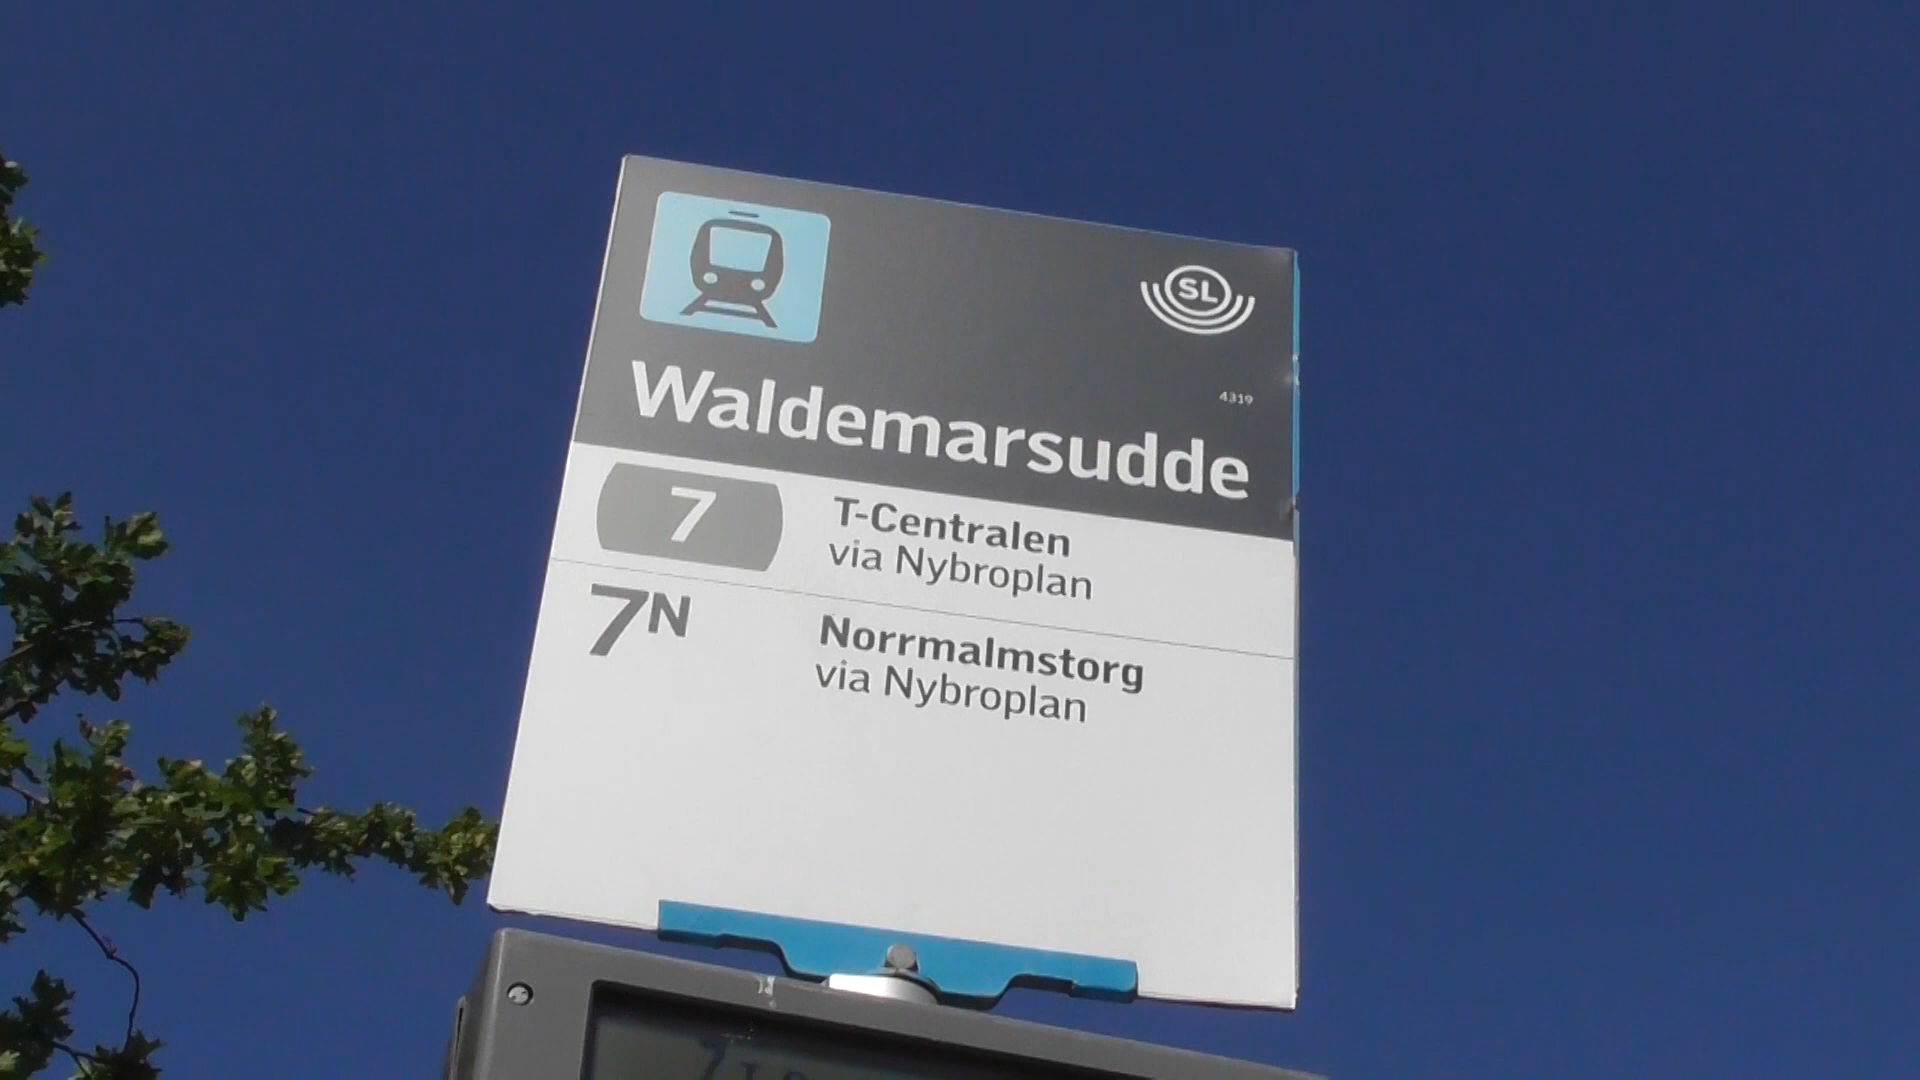 SL
4319
Waldemarsudde
7 T-Centralen
via Nybroplan
7N Norrmalmstorg
via Nybroplan